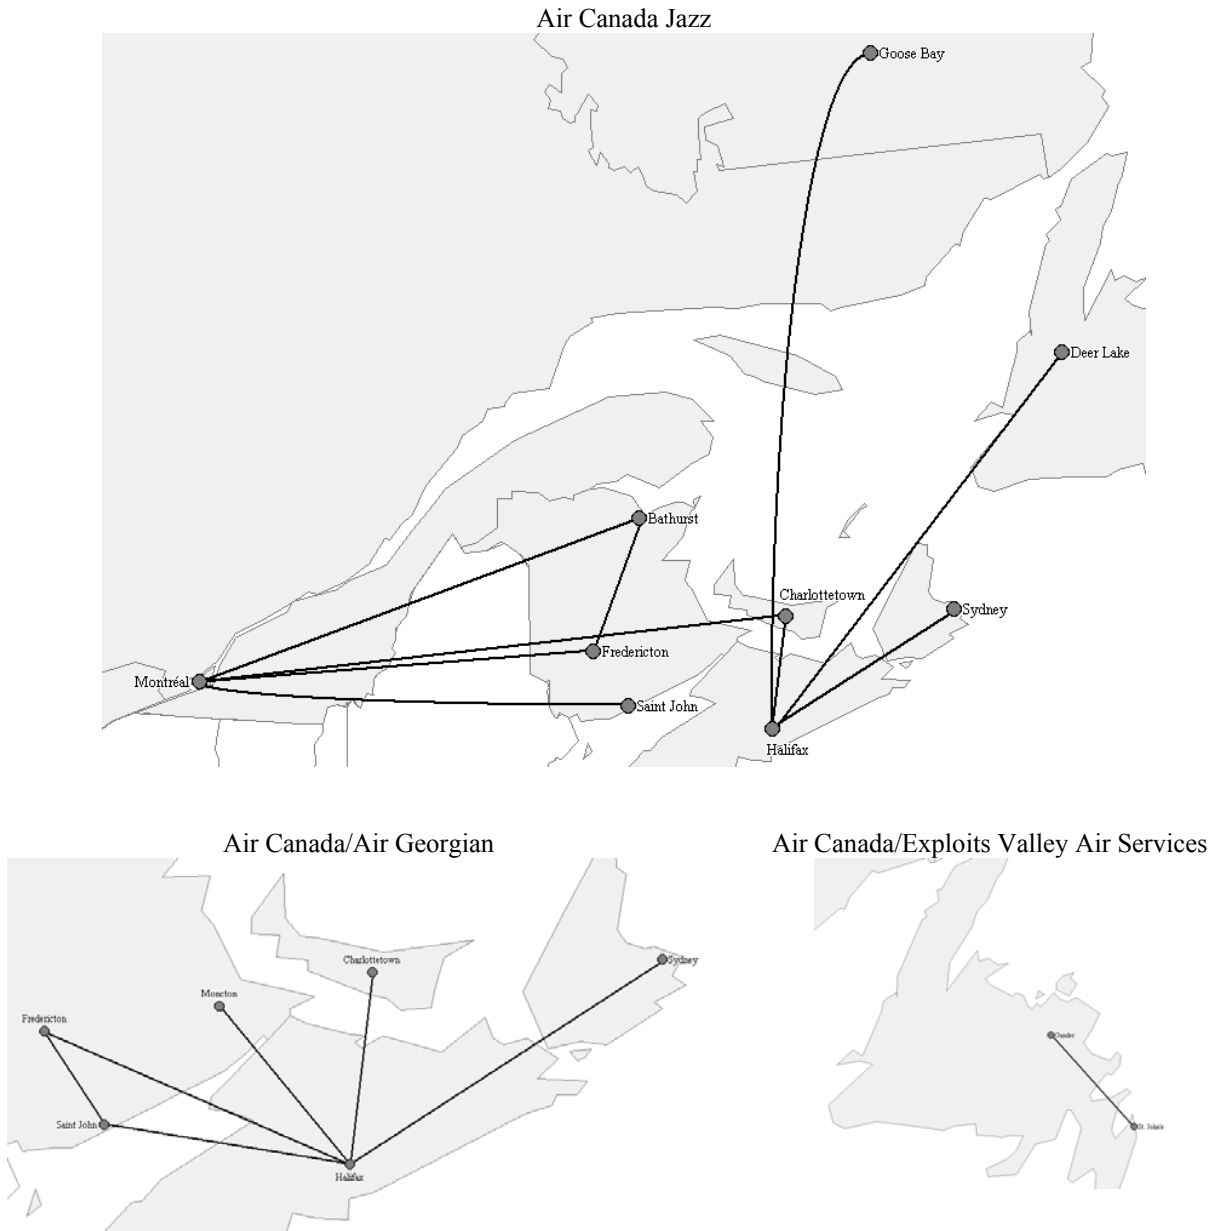 Air Canada Jazz
Goose Bay
Deer Lake
Bathurst
Charlottetown
Sydney
Fredericton
Montréal
Saint John
Halifax
Air Canada/Air Georgian
Air Canada/Exploits Valley Air Services
Charlottetown
Sydney
Moncton
Fredericton
Saint John
Halifax
Gander
St. John's